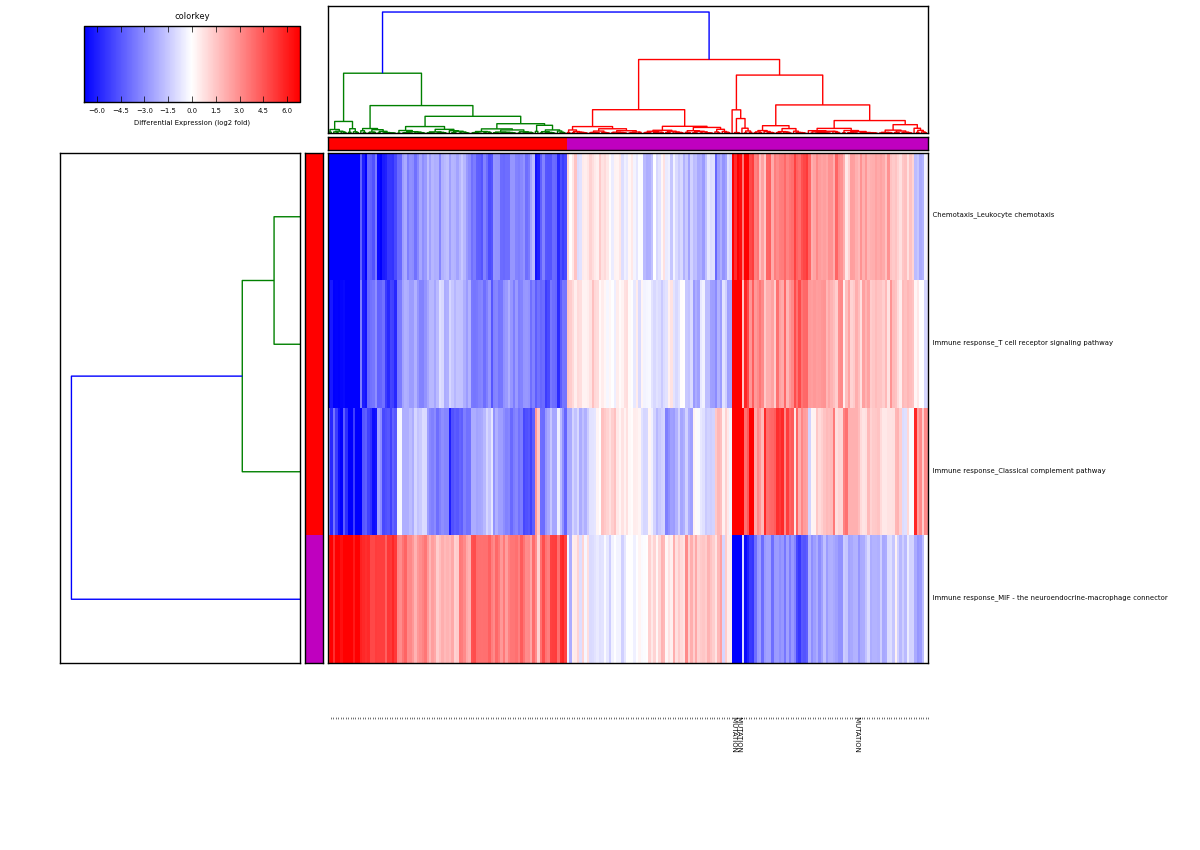 colorkey
−6.0 −4.5 −3.0 −1.5 0.0 1.5 3.0 4.5 6.0
Differential Expression (log2 fold)
Chemotaxis_Leukocyte chemotaxis
Immune response_T cell receptor signaling pathway
Immune response_Classical complement pathway
Immune response_MIF - the neuroendocrine-macrophage connector
MUTATION
MUTATION
MUTATION